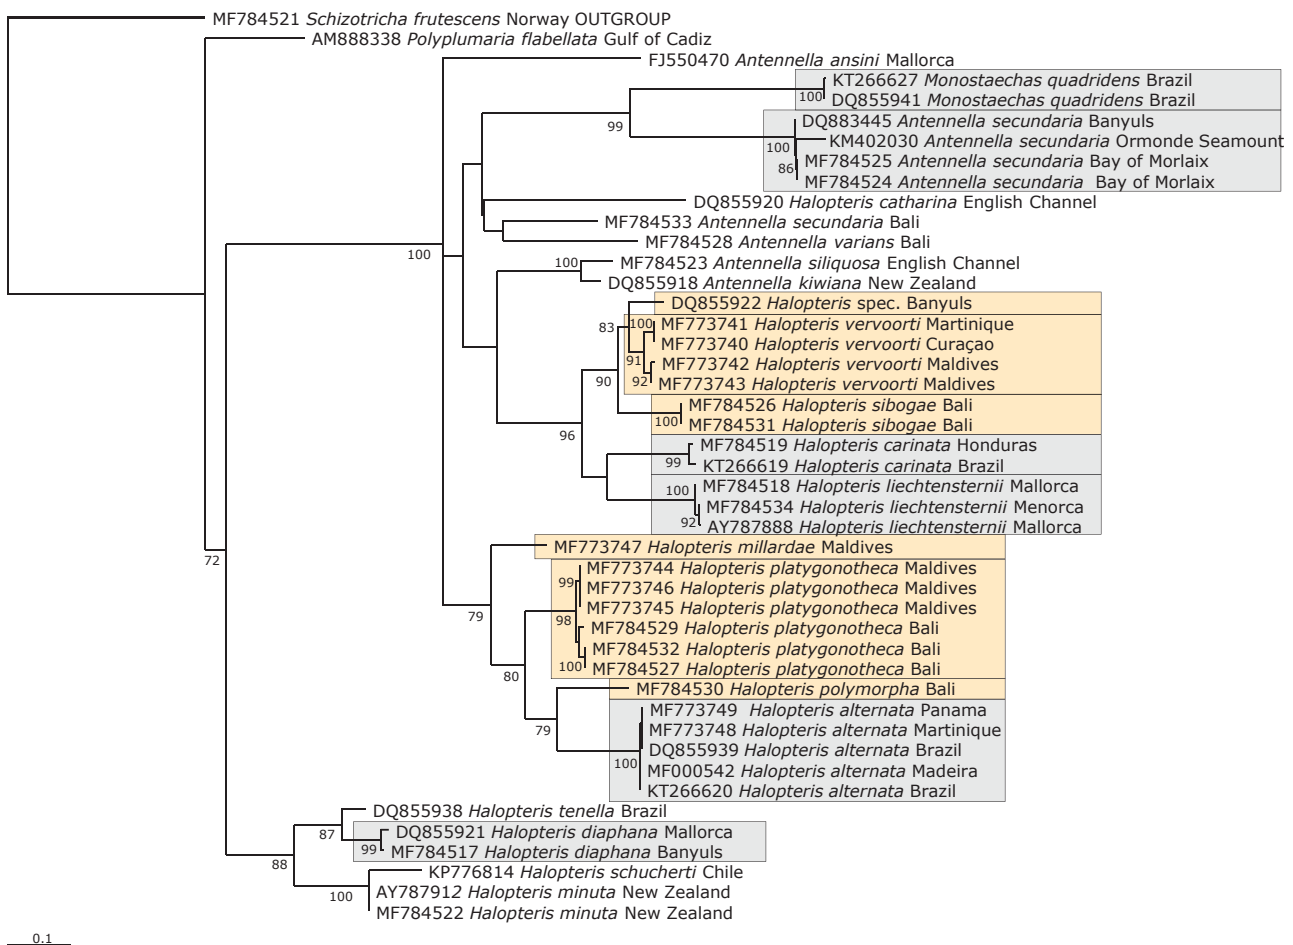 MF784521 Schizotricha frutescens Norway OUTGROUP
AM888338 Polyplumaria flabellata Gulf of Cadiz
FJ550470 Antennella ansini Mallorca
KT266627 Monostaechas quadridens Brazil
100 DQ855941 Monostaechas quadridens Brazil
DQ883445 Antennella secundaria Banyuls
99
KM402030 Antennella secundaria Ormonde Seamount
100
MF784525 Antennella secundaria Bay of Morlaix
86
MF784524 Antennella secundaria Bay of Morlaix
DQ855920 Halopteris catharina English Channel
MF784533 Antennella secundaria Bali
MF784528 Antennella varians Bali
100
100 MF784523 Antennella siliquosa English Channel
DQ855918 Antennella kiwiana New Zealand
DQ855922 Halopteris spec. Banyuls
83 100 MF773741 Halopteris vervoorti Martinique
MF773740 Halopteris vervoorti Curaçao
91 MF773742 Halopteris vervoorti Maldives
90 92 MF773743 Halopteris vervoorti Maldives
MF784526 Halopteris sibogae Bali
100 MF784531 Halopteris sibogae Bali
96
MF784519 Halopteris carinata Honduras
99 KT266619 Halopteris carinata Brazil
100 MF784518 Halopteris liechtensternii Mallorca
MF784534 Halopteris liechtensternii Menorca
92 AY787888 Halopteris liechtensternii Mallorca
MF773747 Halopteris millardae Maldives
72
MF773744 Halopteris platygonotheca Maldives
99 MF773746 Halopteris platygonotheca Maldives
MF773745 Halopteris platygonotheca Maldives
79 98
MF784529 Halopteris platygonotheca Bali
MF784532 Halopteris platygonotheca Bali
100 MF784527 Halopteris platygonotheca Bali
80
MF784530 Halopteris polymorpha Bali
MF773749 Halopteris alternata Panama
79 MF773748 Halopteris alternata Martinique
DQ855939 Halopteris alternata Brazil
100 MF000542 Halopteris alternata Madeira
KT266620 Halopteris alternata Brazil
DQ855938 Halopteris tenella Brazil
87 DQ855921 Halopteris diaphana Mallorca
99 MF784517 Halopteris diaphana Banyuls
88
KP776814 Halopteris schucherti Chile
100 AY787912 Halopteris minuta New Zealand
MF784522 Halopteris minuta New Zealand
0.1